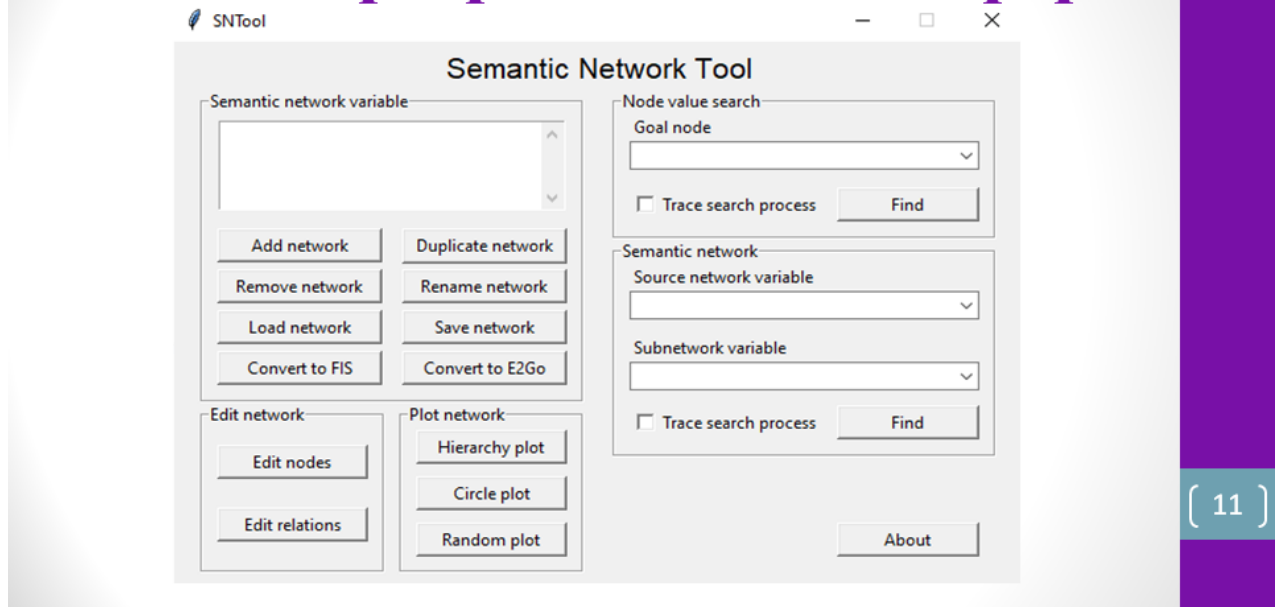 SNTool
Semantic Network Tool
Semantic network variable
Add network
Duplicate network
Remove network
Rename network
Load network
Save network
Convert to FIS
Convert to E2Go
Edit network
Edit nodes
Edit relations
Plot network
Hierarchy plot
Circle plot
Random plot
Node value search
Goal node
Trace search process
Find
Semantic network
Source network variable
Subnetwork variable
Trace search process
Find
About
11